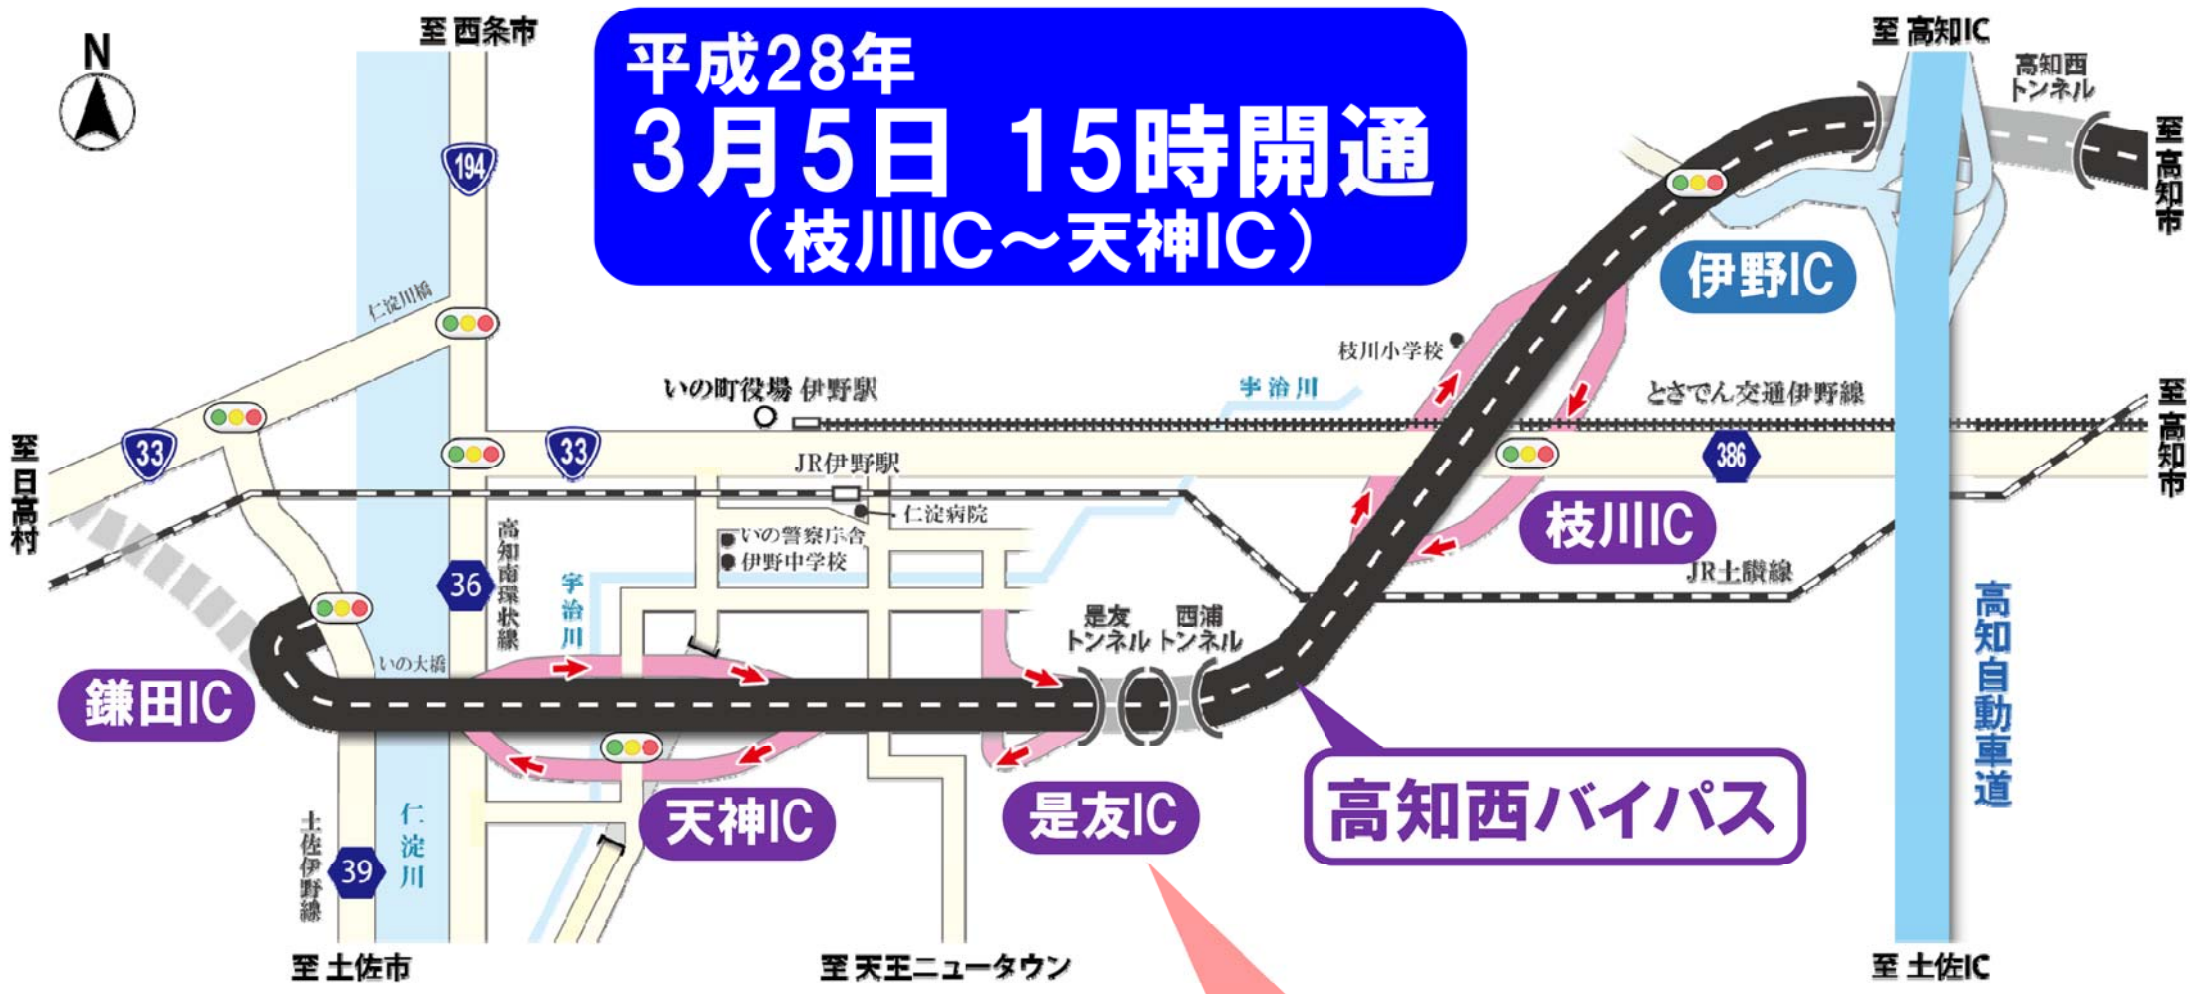 至 西条市
至 高知IC
N
平成28年
3月5日 15時開通
（枝川IC～天神IC）
高知西
トンネル
至 高知市
194
伊野IC
仁淀川橋
枝川小学校
いの町役場
伊野駅
宇治川
とさでん交通伊野線
至 高知市
至 日高村
33
33
386
JR伊野駅
仁淀病院
枝川IC
いの警察庁舎
伊野中学校
高知南環状線
36
宇治川
JR土讃線
是友
トンネル
西浦
トンネル
高知自動車道
いの大橋
鎌田IC
天神IC
是友IC
高知西バイパス
土佐伊野線
39
仁淀川
至 土佐市
至 天王ニュータウン
至 土佐IC